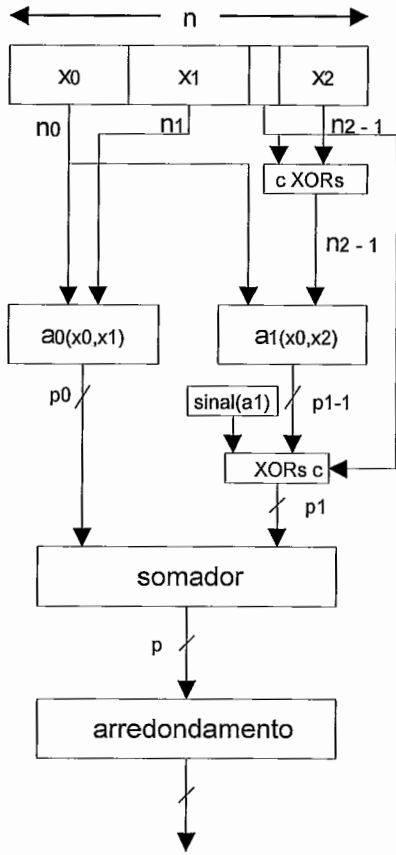 n
x0 x1 x2
n0 n1 n2 - 1
c XORs
n2 - 1
a0(x0,x1) a1(x0,x2)
p0 sinal(a1) p1-1
XORs c
p1
somador
p
arredondamento